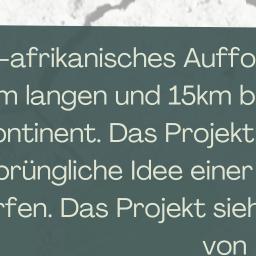 -afrikanisches Auffo
m langen und 15km b
ontinent. Das Projekt
prüngliche Idee einer
rfen. Das Projekt sieh
von